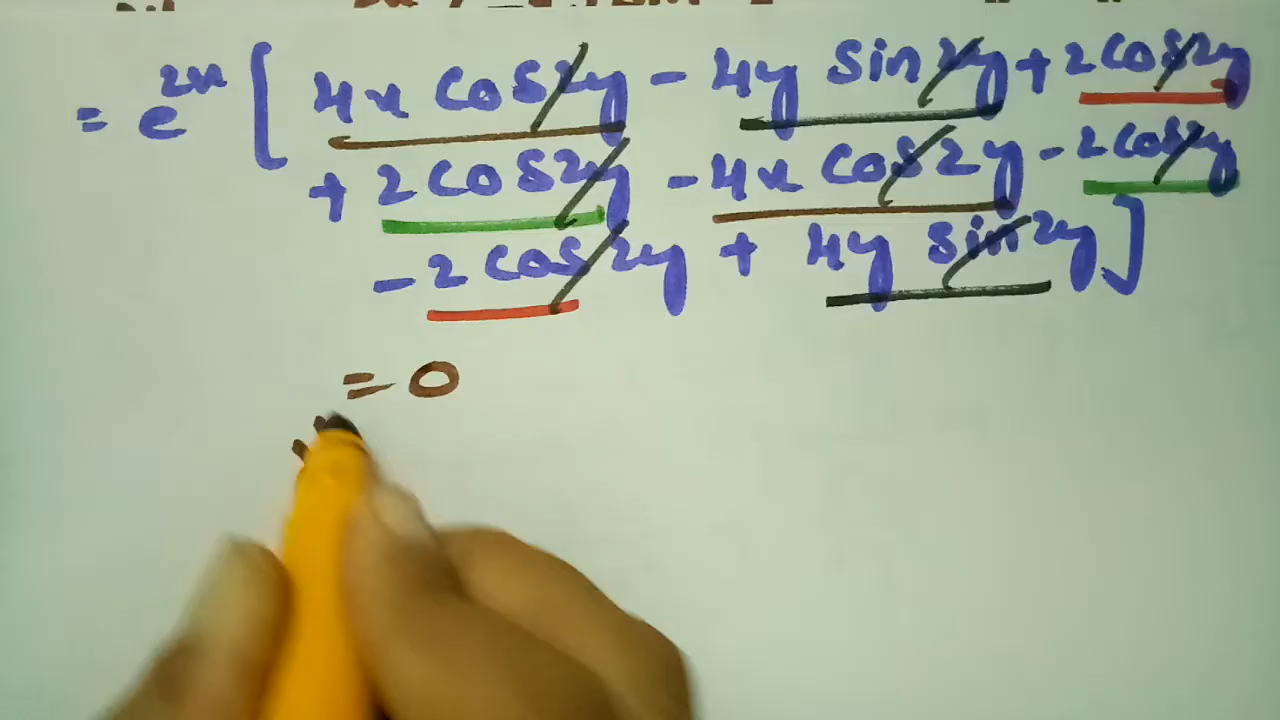 = e^{2x} [ 4x cos2y - 4y sin2y + 2cos2y
+ 2cos2y - 4x cos2y - 2cos2y
- 2cos2y + 4y sin2y ]
= 0